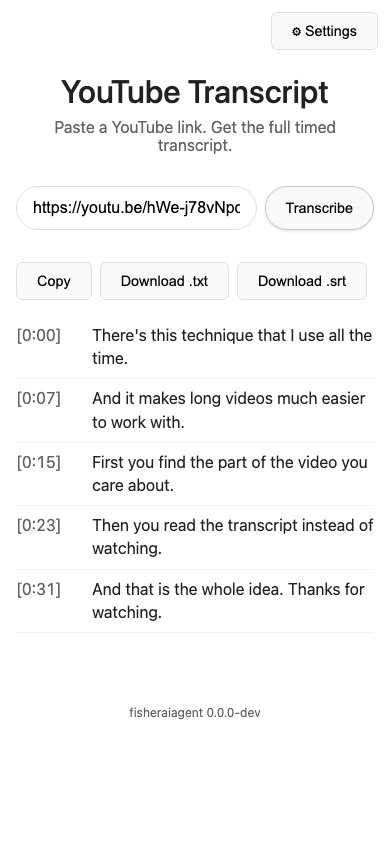 ⚙ Settings
YouTube Transcript
Paste a YouTube link. Get the full timed
transcript.
https://youtu.be/hWe-j78vNpc
Transcribe
Copy
Download .txt
Download .srt
[0:00] There's this technique that I use all the
time.
[0:07] And it makes long videos much easier
to work with.
[0:15] First you find the part of the video you
care about.
[0:23] Then you read the transcript instead of
watching.
[0:31] And that is the whole idea. Thanks for
watching.
fisheraiagent 0.0.0-dev